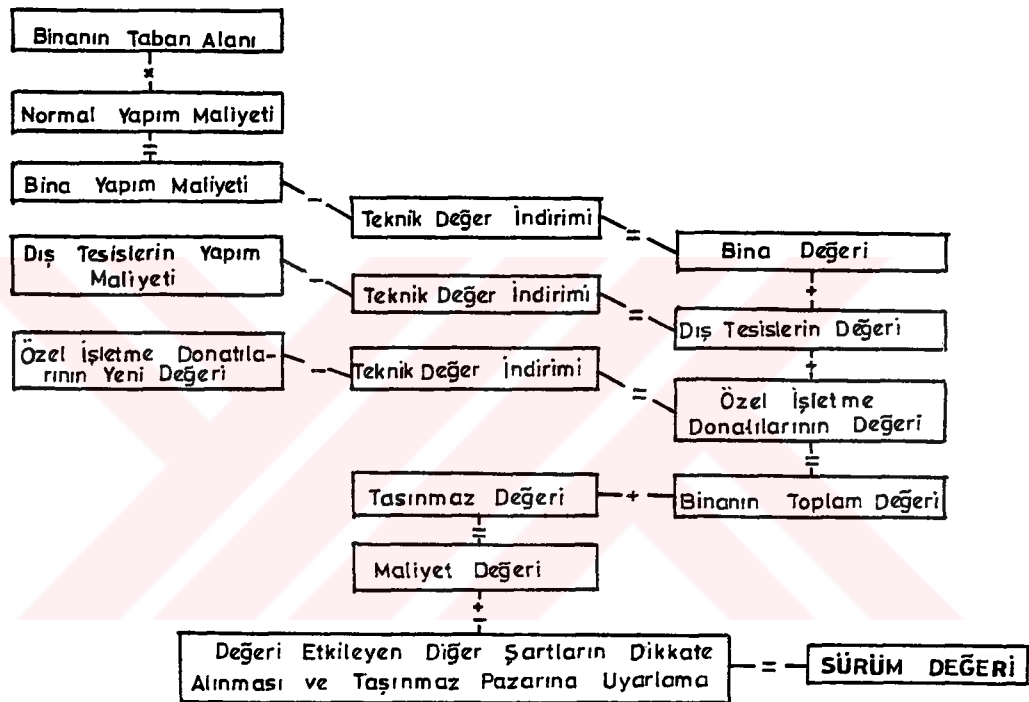 Binanın Taban Alanı
×
Normal Yapım Maliyeti
=
Bina Yapım Maliyeti
-
Teknik Değer İndirimi
=
Bina Değeri
+
Dış Tesislerin Yapım
Maliyeti
-
Teknik Değer İndirimi
=
Dış Tesislerin Değeri
+
Özel İşletme Donatıla-
rının Yeni Değeri
-
Teknik Değer İndirimi
=
Özel İşletme
Donatılarının Değeri
=
Binanın Toplam Değeri
+
Tasınmaz Değeri
=
Maliyet Değeri
±
Değeri Etkileyen Diğer Şartların Dikkate
Alınması ve Taşınmaz Pazarına Uyarlama
=
SÜRÜM DEĞERİ